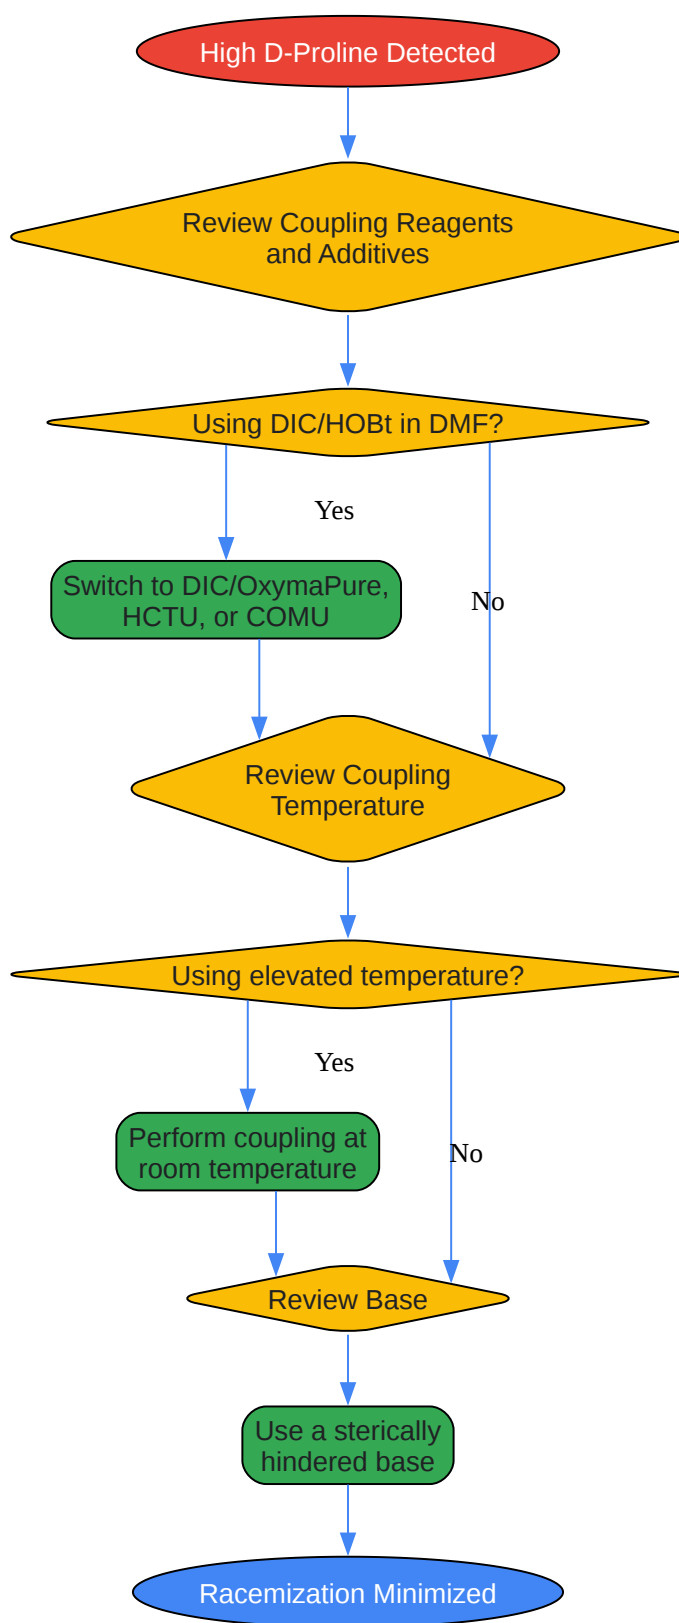 High D-Proline Detected
Review Coupling Reagents
and Additives
Using DIC/HOBt in DMF?
Yes
Switch to DIC/OxymaPure,
HCTU, or COMU
No
Review Coupling
Temperature
Using elevated temperature?
Yes
Perform coupling at
room temperature
No
Review Base
Use a sterically
hindered base
Racemization Minimized